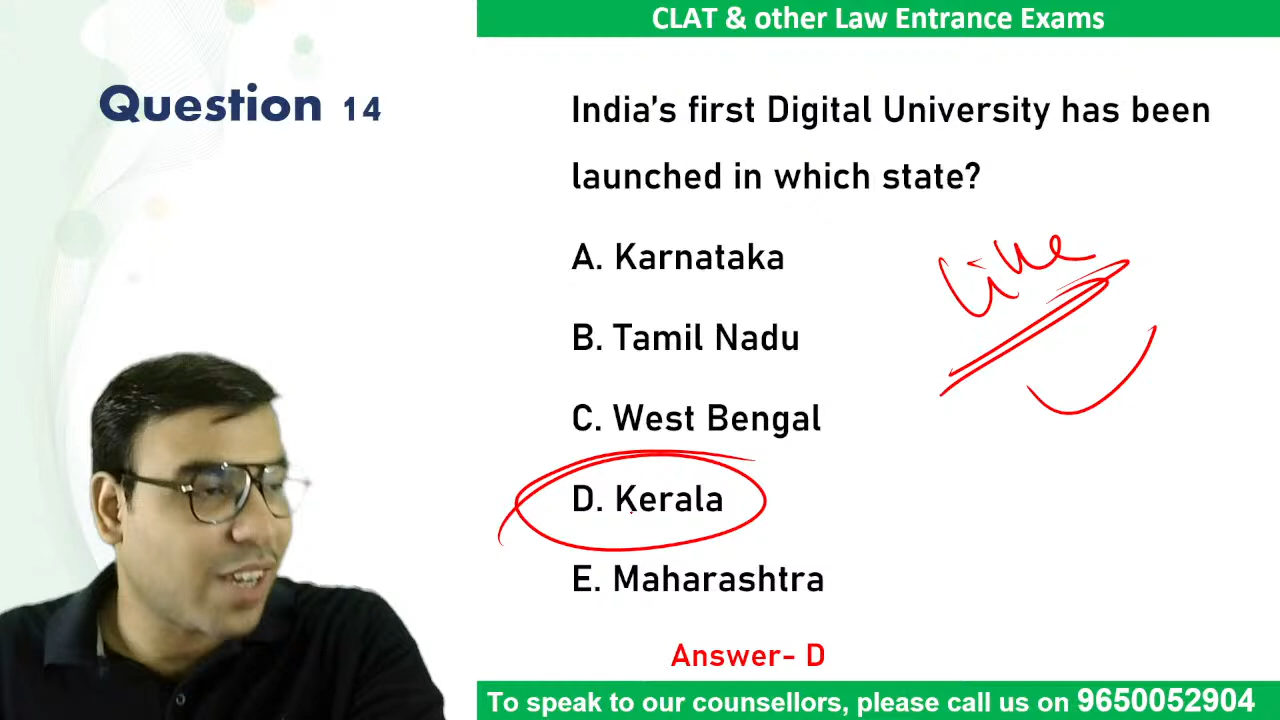 CLAT & other Law Entrance Exams
Question 14
India's first Digital University has been
launched in which state?
A. Karnataka
B. Tamil Nadu
C. West Bengal
D. Kerala
E. Maharashtra
Answer- D
Like
To speak to our counsellors, please call us on 9650052904